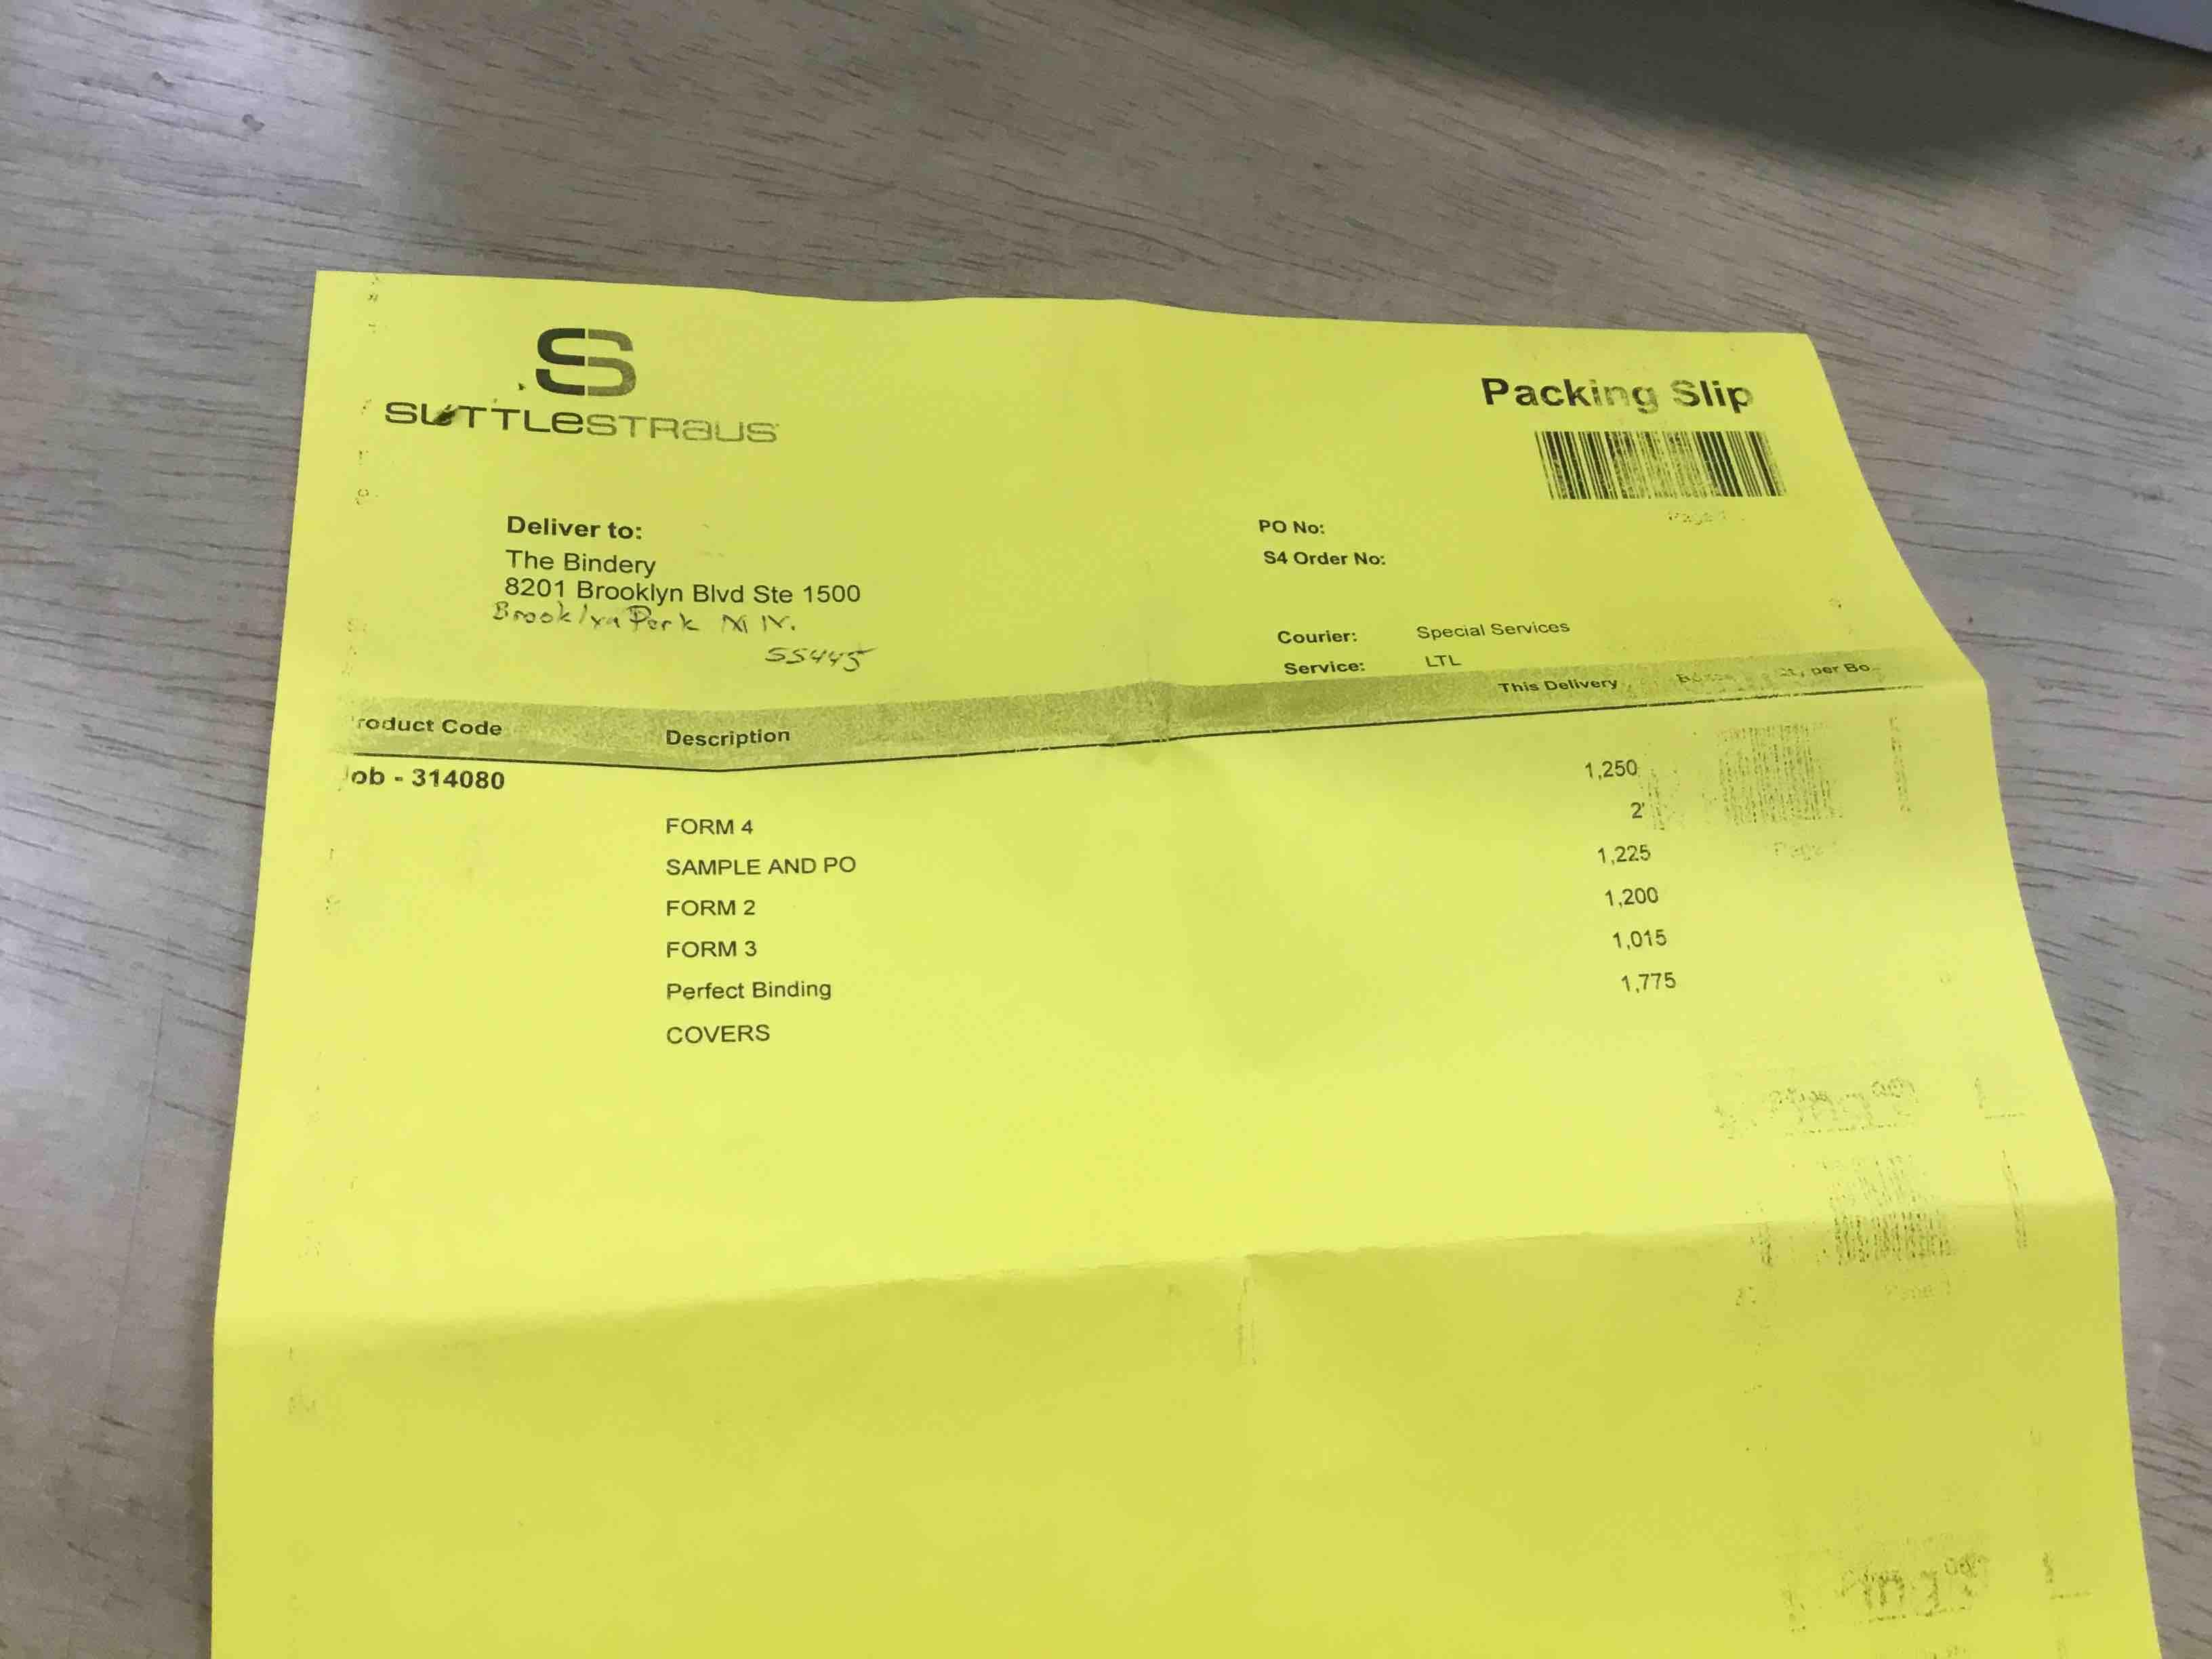 SUTTLESTRAUS
Packing Slip
Deliver to:
The Bindery
8201 Brooklyn Blvd Ste 1500
Brooklyn Park MN.
55445
PO No:
S4 Order No:
Courier: Special Services
Service: LTL
roduct Code Description This Delivery per Bo
ob - 314080
FORM 4 1,250
SAMPLE AND PO 2
FORM 2 1,225
FORM 3 1,200
Perfect Binding 1,015
COVERS 1,775